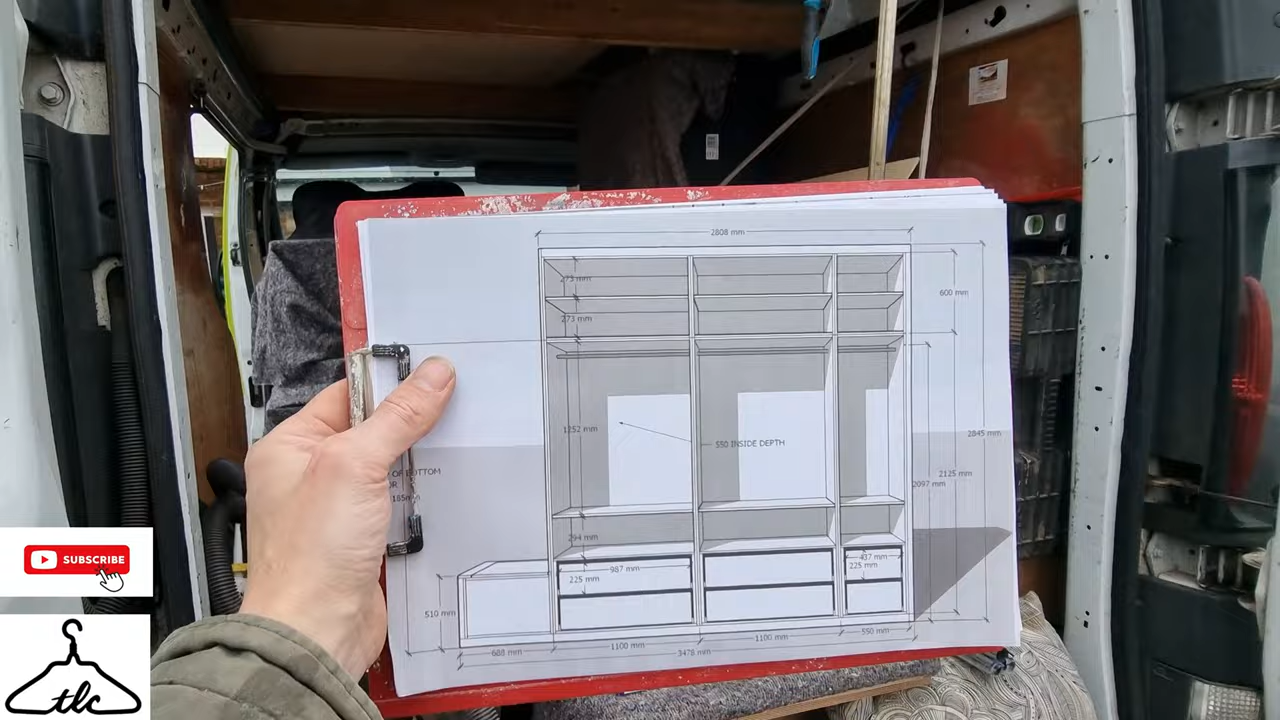 2808 mm
273 mm
600 mm
273 mm
1252 mm
550 INSIDE DEPTH
2845 mm
OF BOTTOM
2125 mm
2097 mm
294 mm
SUBSCRIBE
437 mm
987 mm
225 mm
225 mm
510 mm
688 mm
1100 mm
1100 mm
550 mm
3478 mm
tlc